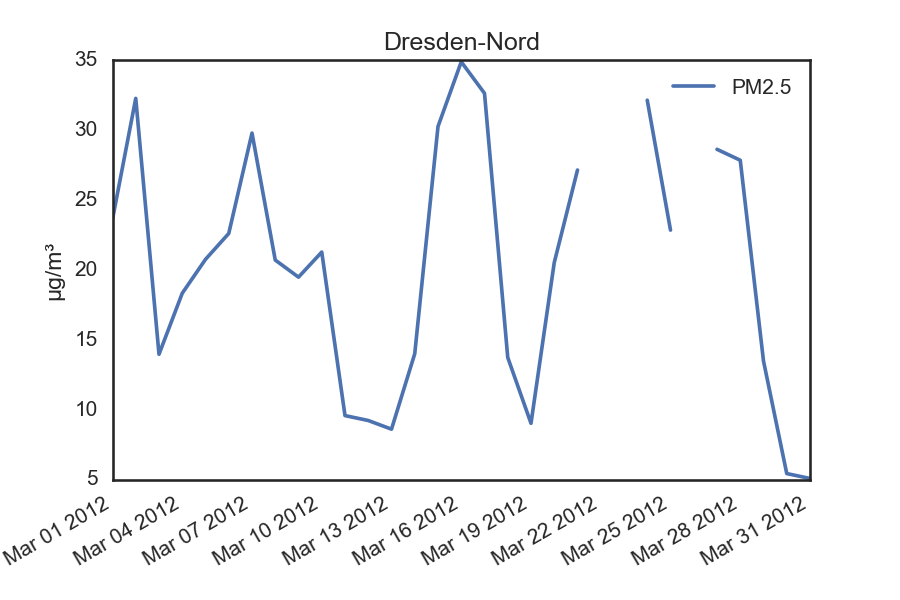 Dresden-Nord
35
30
25
20
15
10
5
µg/m³
PM2.5
Mar 01 2012
Mar 04 2012
Mar 07 2012
Mar 10 2012
Mar 13 2012
Mar 16 2012
Mar 19 2012
Mar 22 2012
Mar 25 2012
Mar 28 2012
Mar 31 2012